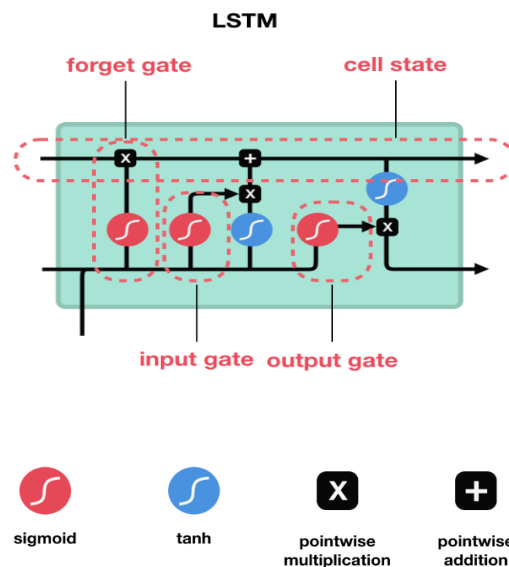 LSTM
forget gate
cell state
input gate
output gate
sigmoid
tanh
pointwise
multiplication
pointwise
addition